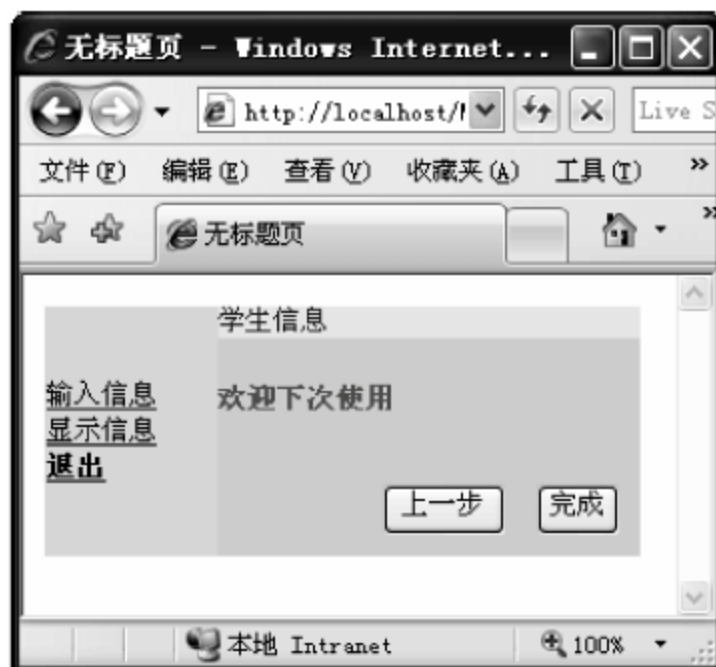 无标题页 - Windows Internet...
http://localhost/
Live S
文件(F) 编辑(E) 查看(V) 收藏夹(A) 工具(T) »
无标题页
学生信息
输入信息
显示信息
退出
欢迎下次使用
上一步 完成
本地 Intranet 100%